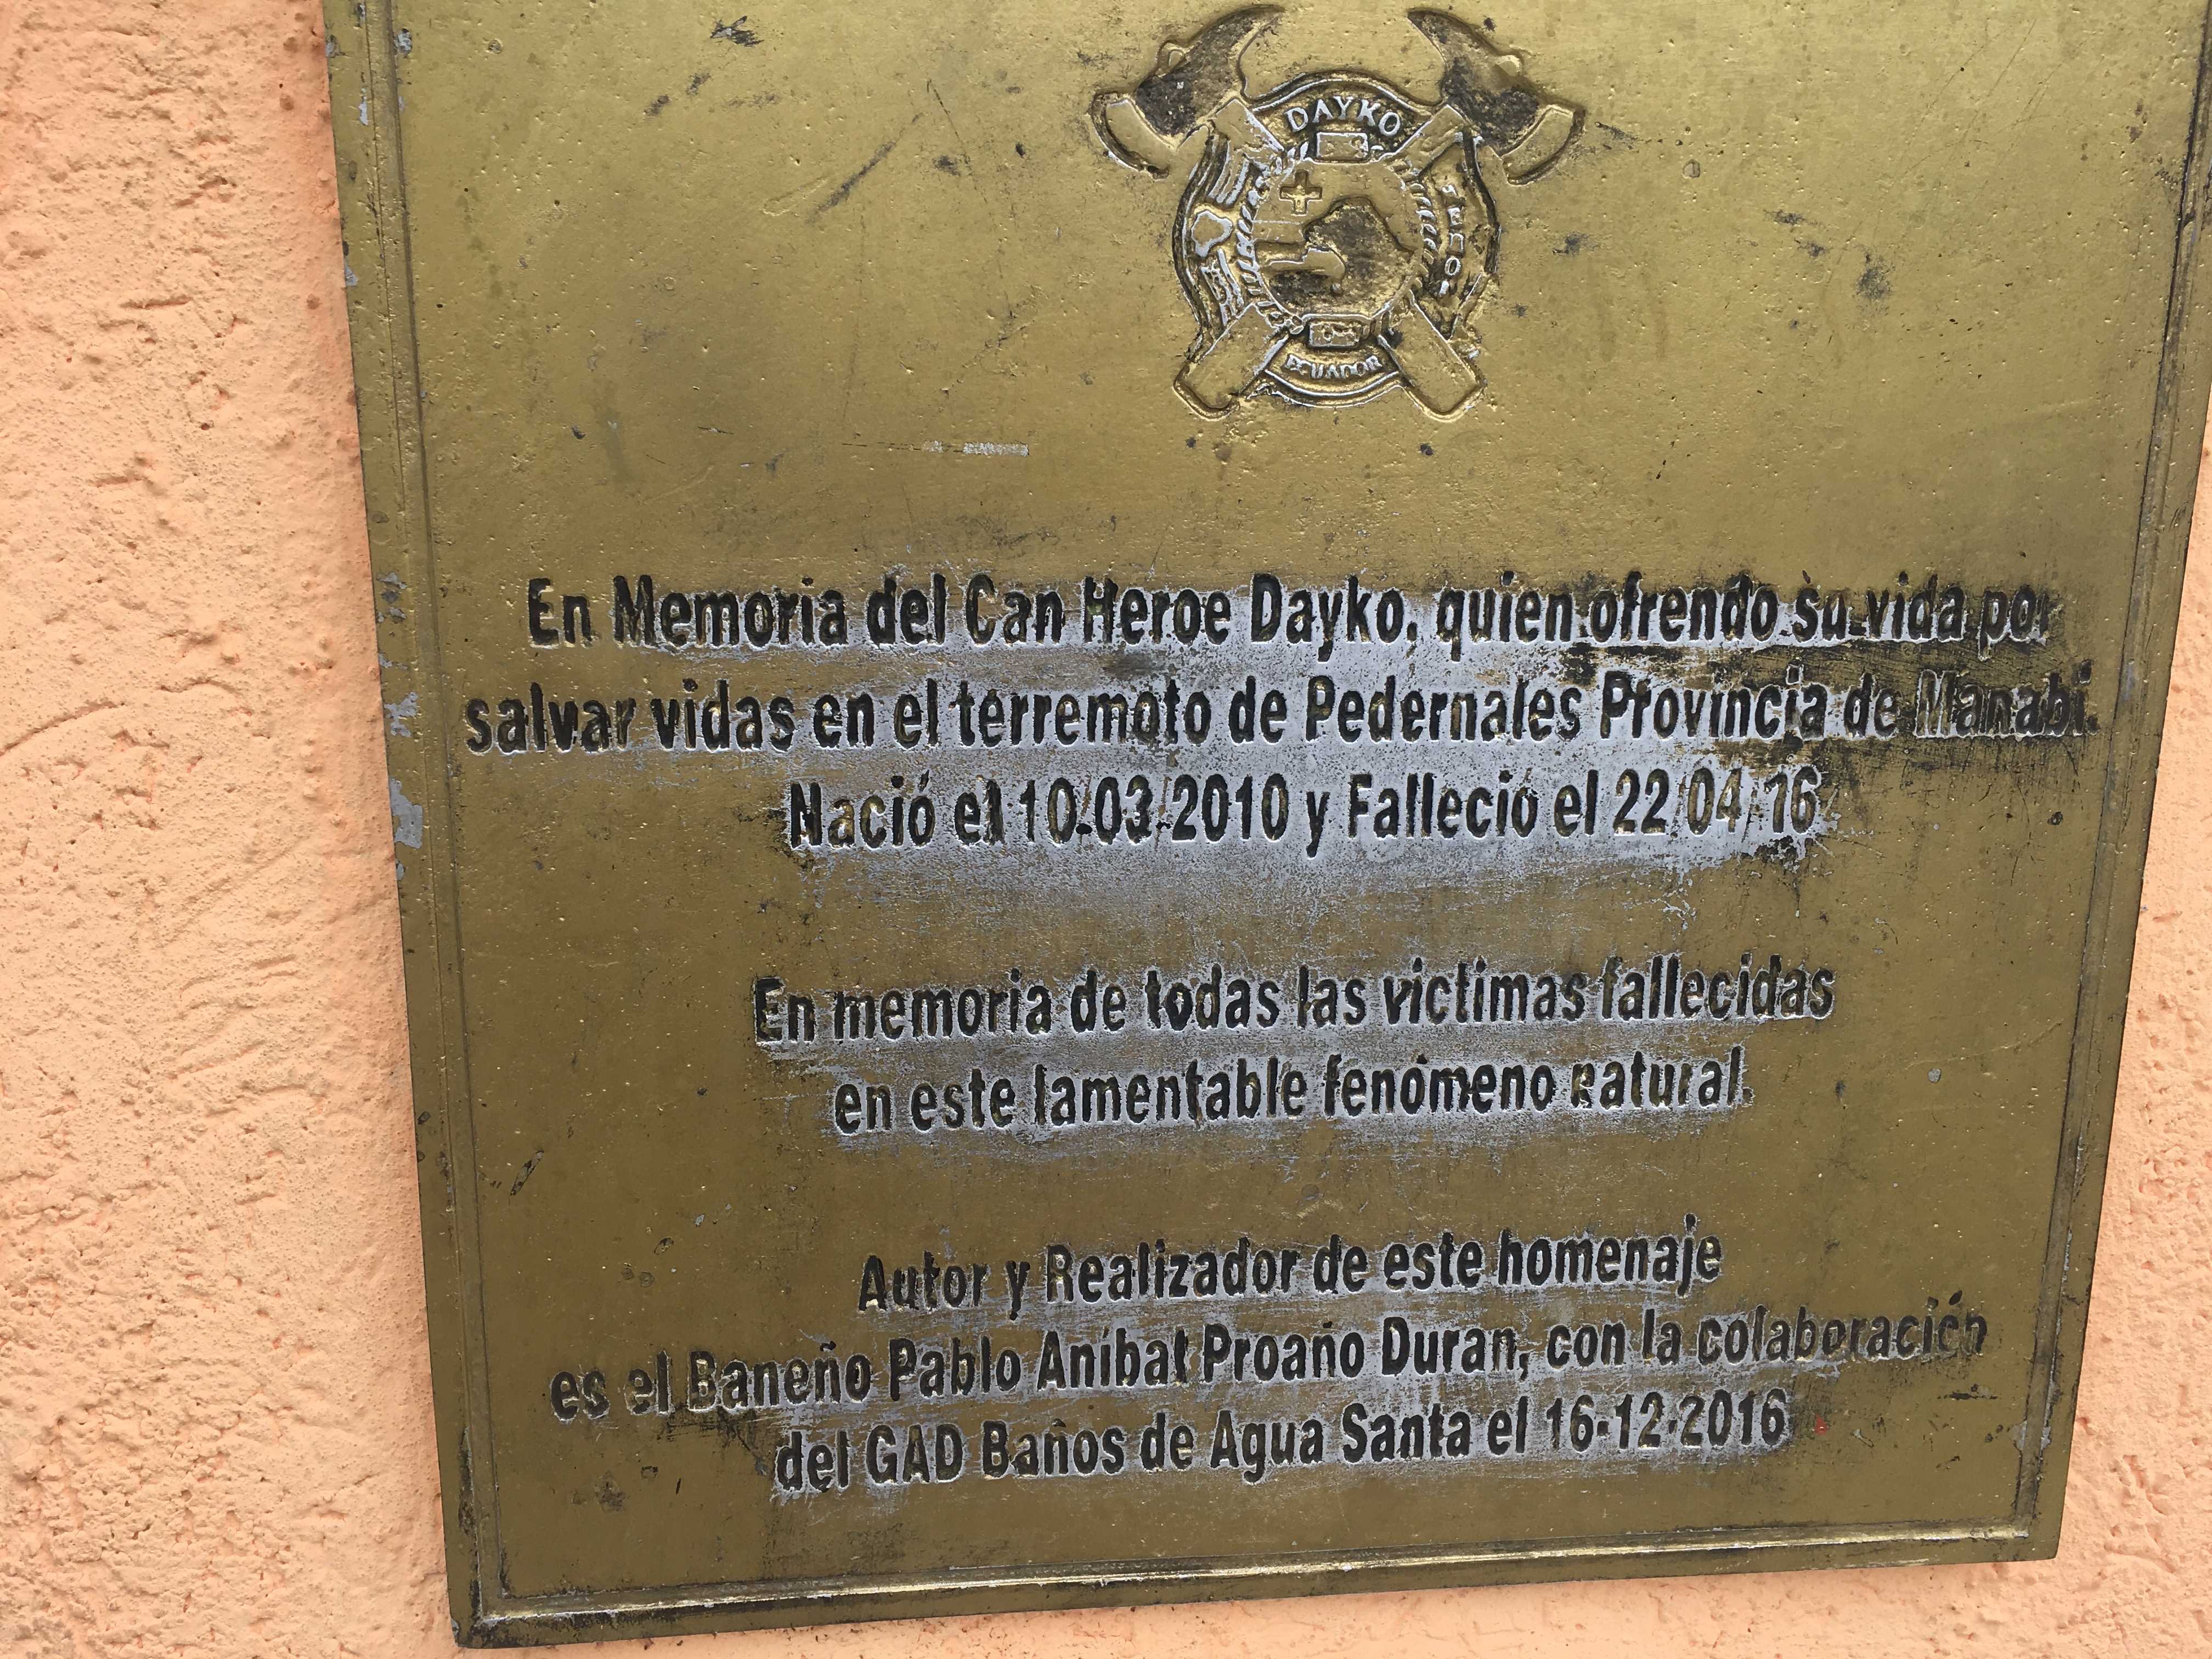 DAYKO
ECUADOR
En Memoria del Can Heroe Dayko, quien ofrendo su vida por
salvar vidas en el terremoto de Pedernales Provincia de Manabi.
Nació el 10-03-2010 y Falleció el 22/04/16
En memoria de todas las victimas fallecidas
en este lamentable fenómeno natural.
Autor y Realizador de este homenaje
es el Baneño Pablo Aníbal Proaño Duran, con la colaboración
del GAD Baños de Agua Santa el 16-12-2016